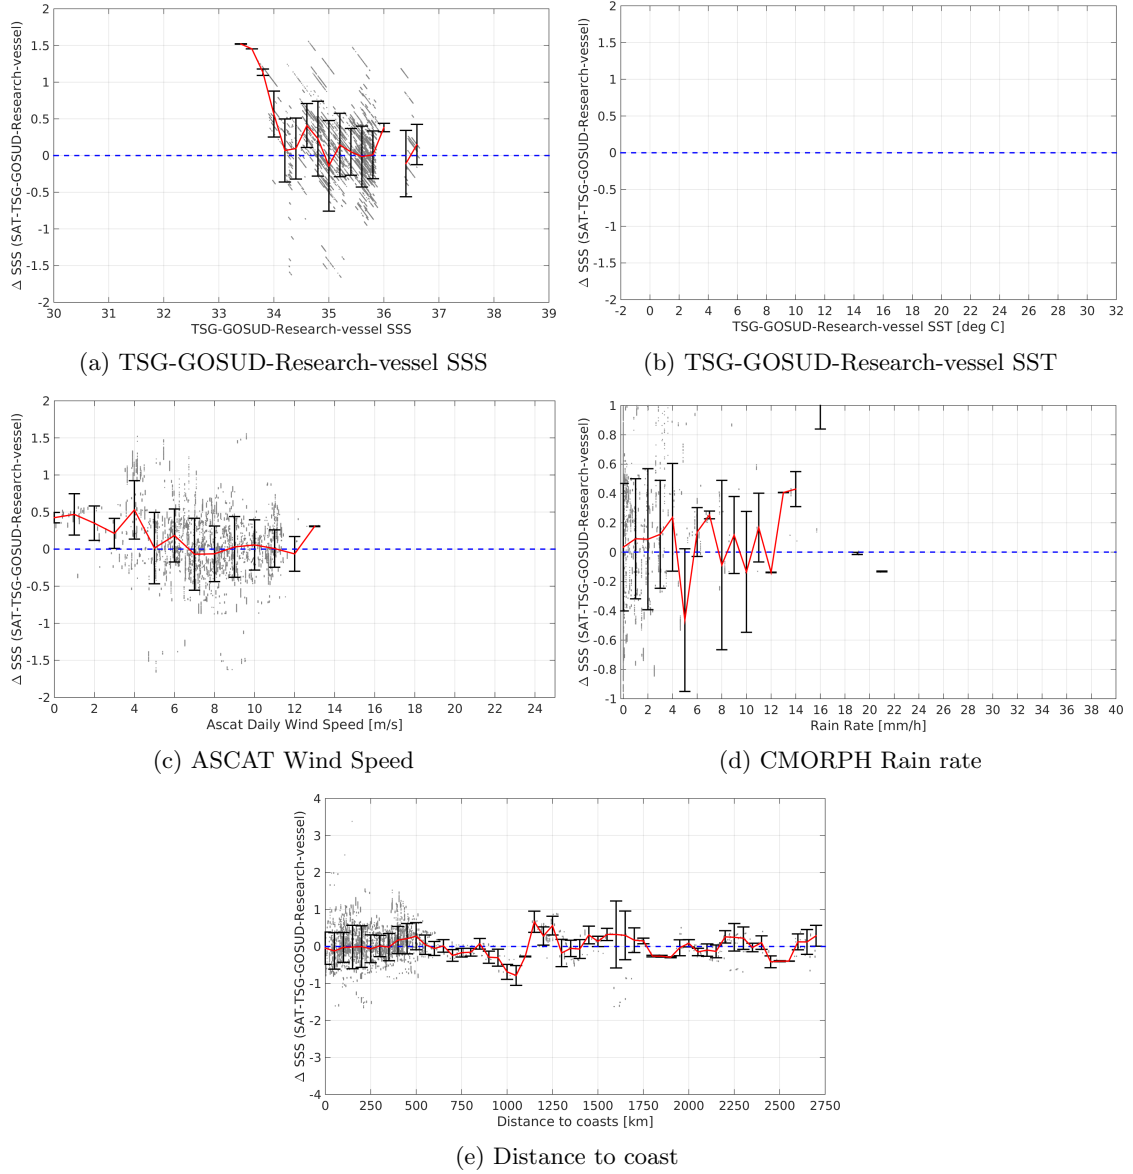 Δ SSS (SAT-TSG-GOSUD-Research-vessel)
2
1.5
1
0.5
0
-0.5
-1
-1.5
-2
30 31 32 33 34 35 36 37 38 39
TSG-GOSUD-Research-vessel SSS
(a) TSG-GOSUD-Research-vessel SSS
Δ SSS (SAT-TSG-GOSUD-Research-vessel)
2
1.5
1
0.5
0
-0.5
-1
-1.5
-2
-2 0 2 4 6 8 10 12 14 16 18 20 22 24 26 28 30 32
TSG-GOSUD-Research-vessel SST [deg C]
(b) TSG-GOSUD-Research-vessel SST
Δ SSS (SAT-TSG-GOSUD-Research-vessel)
2
1.5
1
0.5
0
-0.5
-1
-1.5
-2
0 2 4 6 8 10 12 14 16 18 20 22 24
Ascat Daily Wind Speed [m/s]
(c) ASCAT Wind Speed
Δ SSS (SAT-TSG-GOSUD-Research-vessel)
1
0.8
0.6
0.4
0.2
0
-0.2
-0.4
-0.6
-0.8
-1
0 2 4 6 8 10 12 14 16 18 20 22 24 26 28 30 32 34 36 38 40
Rain Rate [mm/h]
(d) CMORPH Rain rate
Δ SSS (SAT-TSG-GOSUD-Research-vessel)
4
3
2
1
0
-1
-2
-3
-4
0 250 500 750 1000 1250 1500 1750 2000 2250 2500 2750
Distance to coasts [km]
(e) Distance to coast